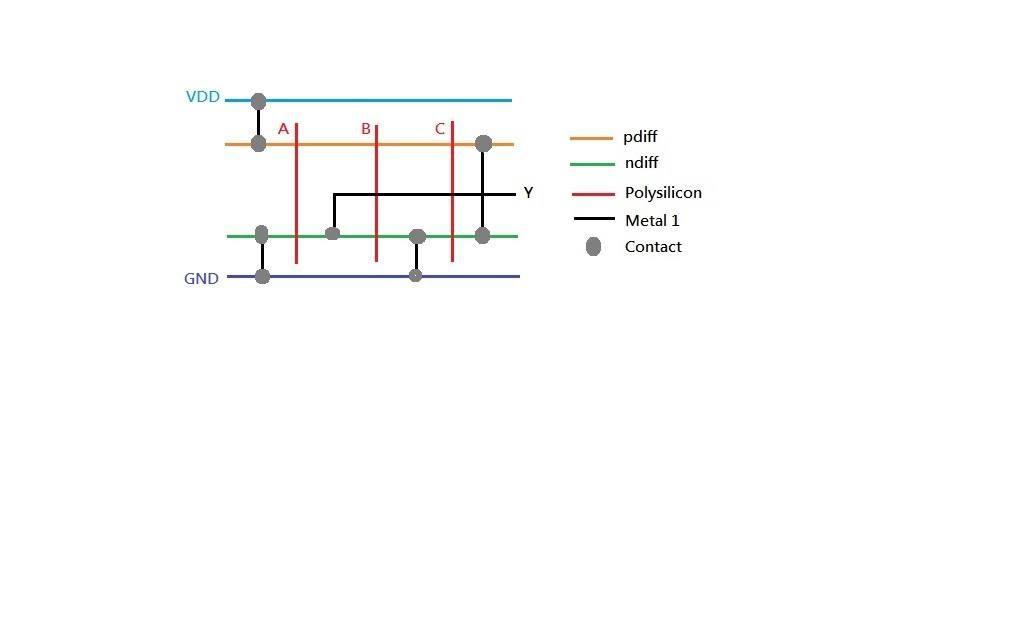 VDD
A
B
C
Y
GND
pdiff
ndiff
Polysilicon
Metal 1
Contact